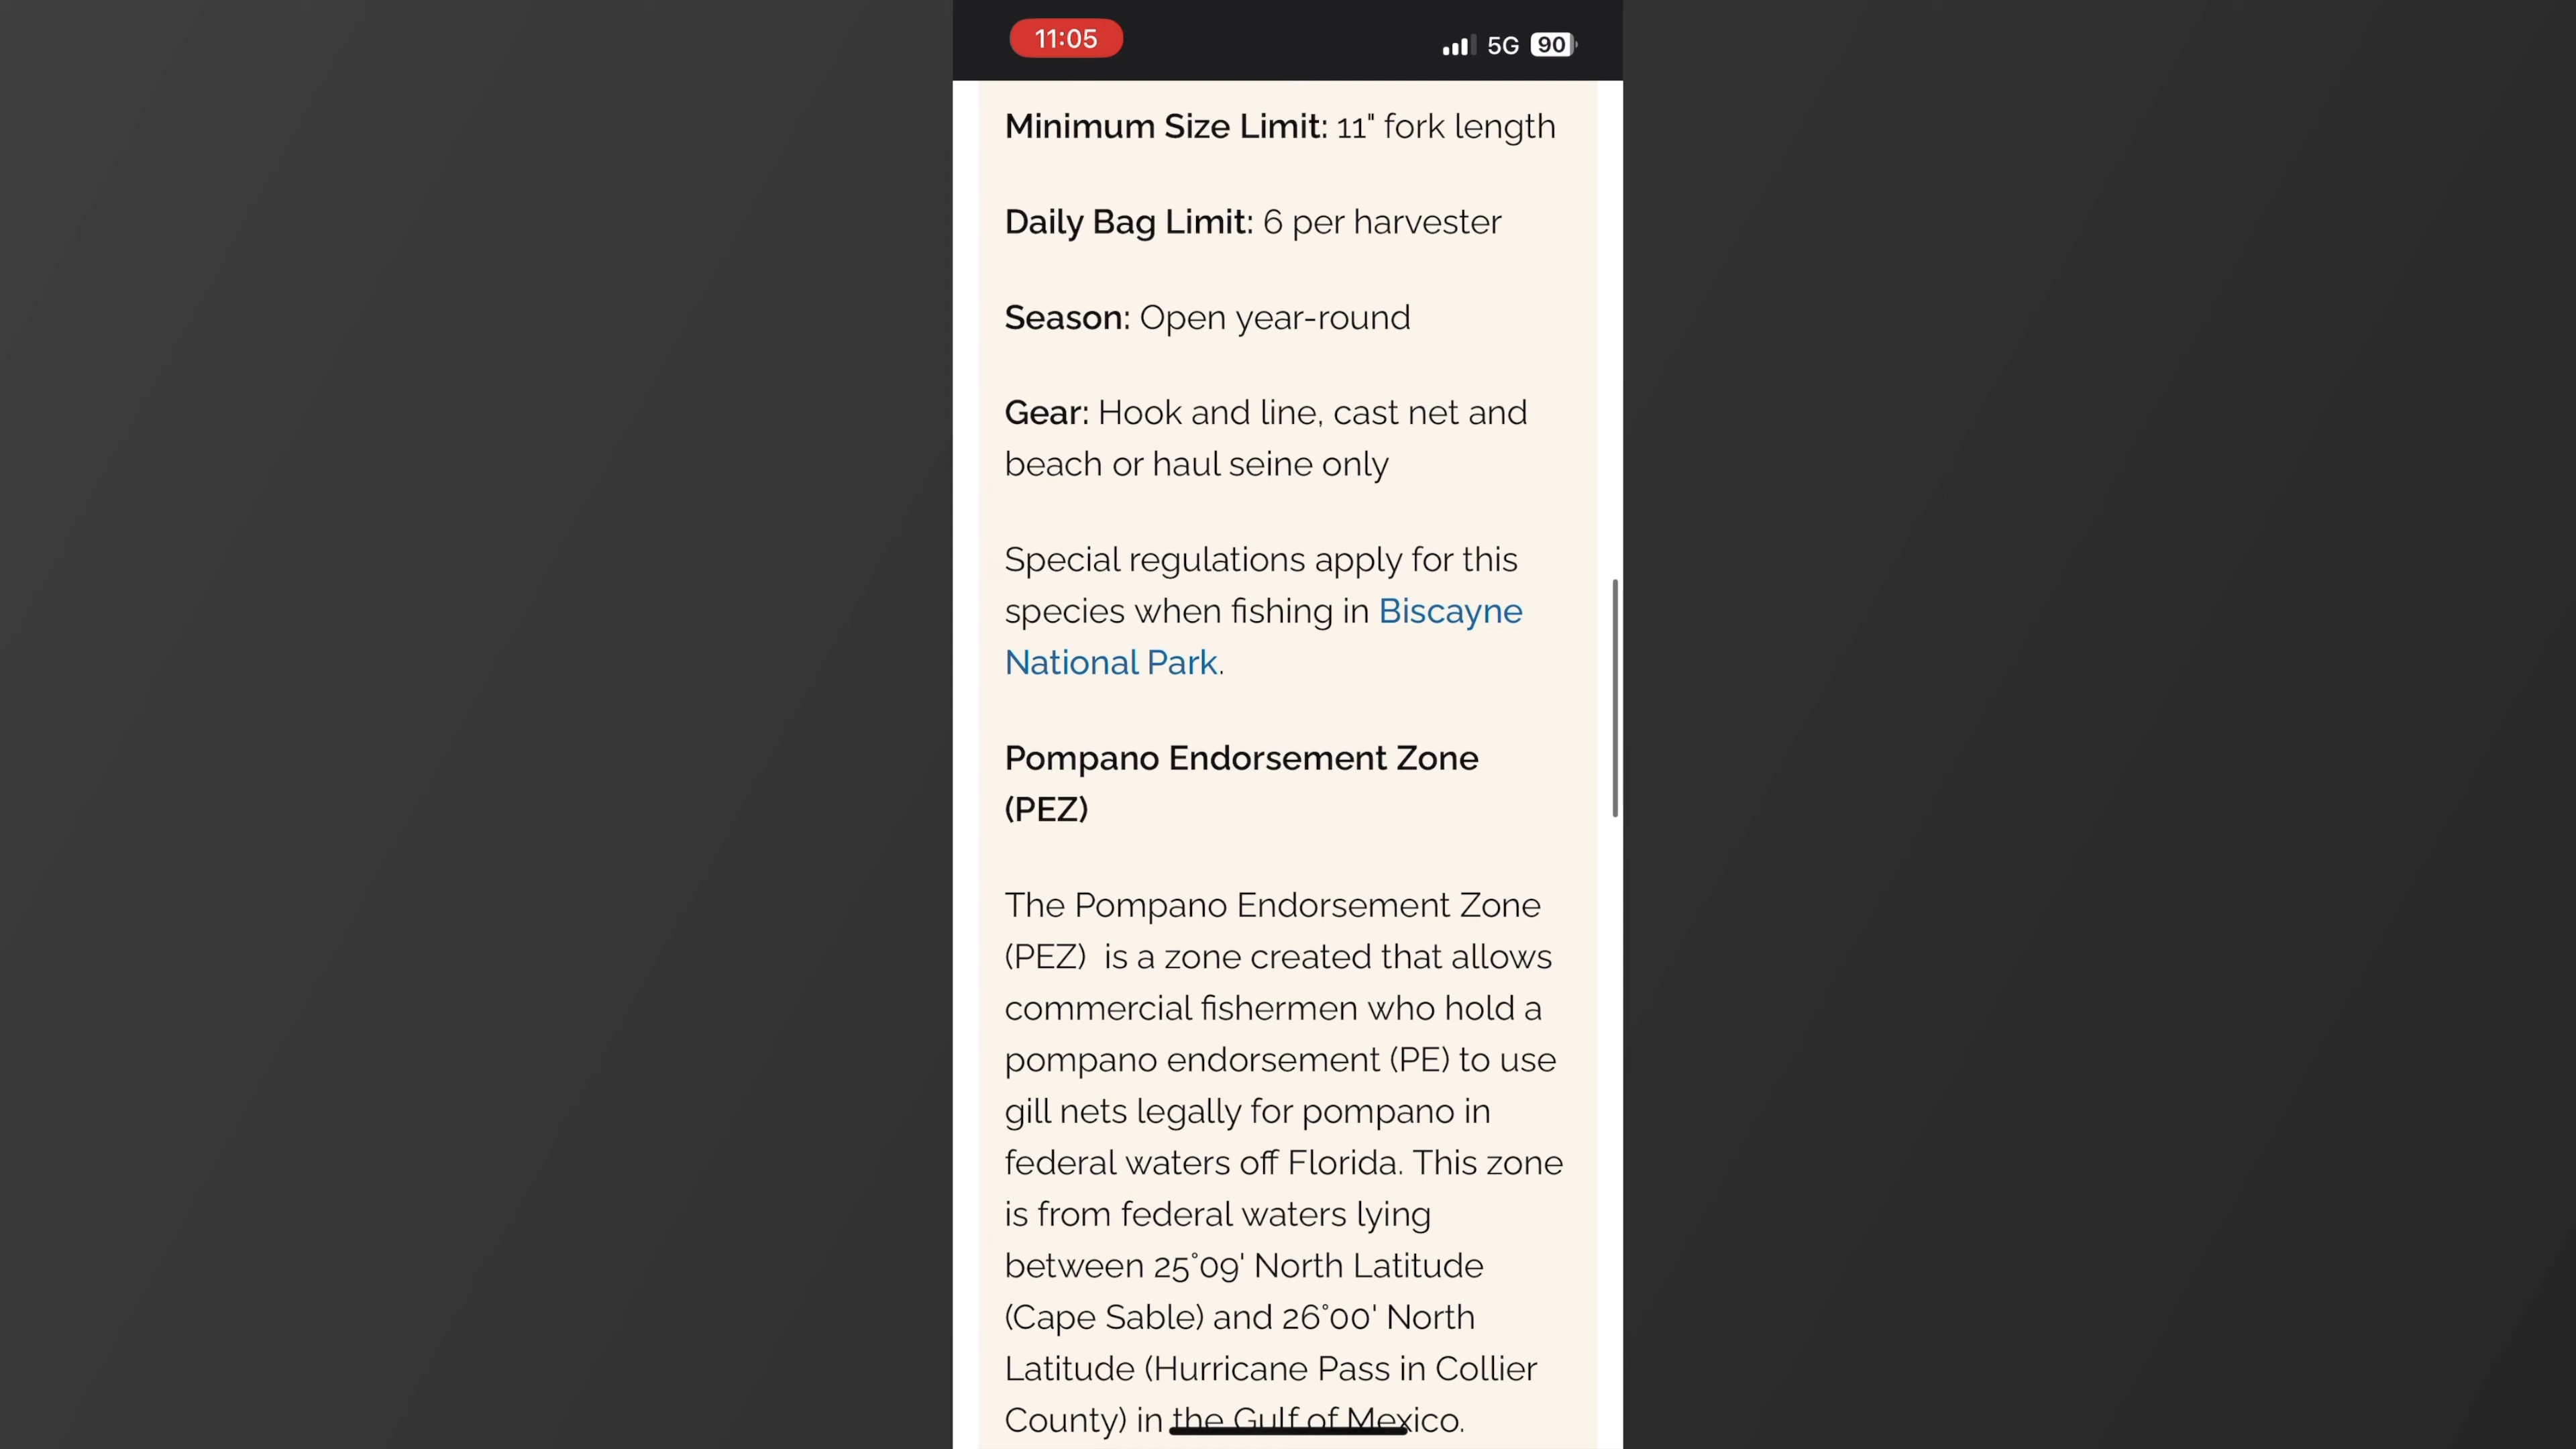 11:05
5G 90
Minimum Size Limit: 11" fork length
Daily Bag Limit: 6 per harvester
Season: Open year-round
Gear: Hook and line, cast net and
beach or haul seine only
Special regulations apply for this
species when fishing in Biscayne
National Park.
Pompano Endorsement Zone
(PEZ)
The Pompano Endorsement Zone
(PEZ)  is a zone created that allows
commercial fishermen who hold a
pompano endorsement (PE) to use
gill nets legally for pompano in
federal waters off Florida. This zone
is from federal waters lying
between 25°09' North Latitude
(Cape Sable) and 26°00' North
Latitude (Hurricane Pass in Collier
County) in the Gulf of Mexico.